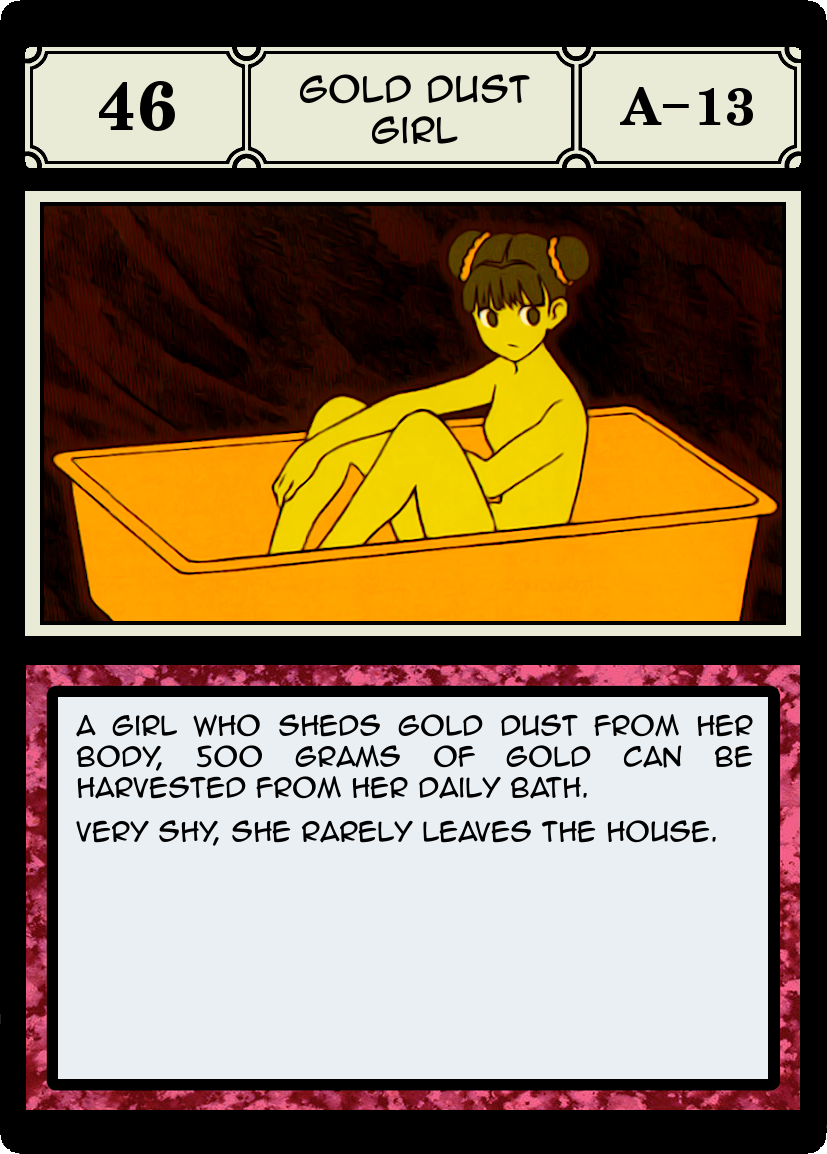 46
GOLD DUST
GIRL
A-13
A GIRL WHO SHEDS GOLD DUST FROM HER
BODY, 500 GRAMS OF GOLD CAN BE
HARVESTED FROM HER DAILY BATH.
VERY SHY, SHE RARELY LEAVES THE HOUSE.